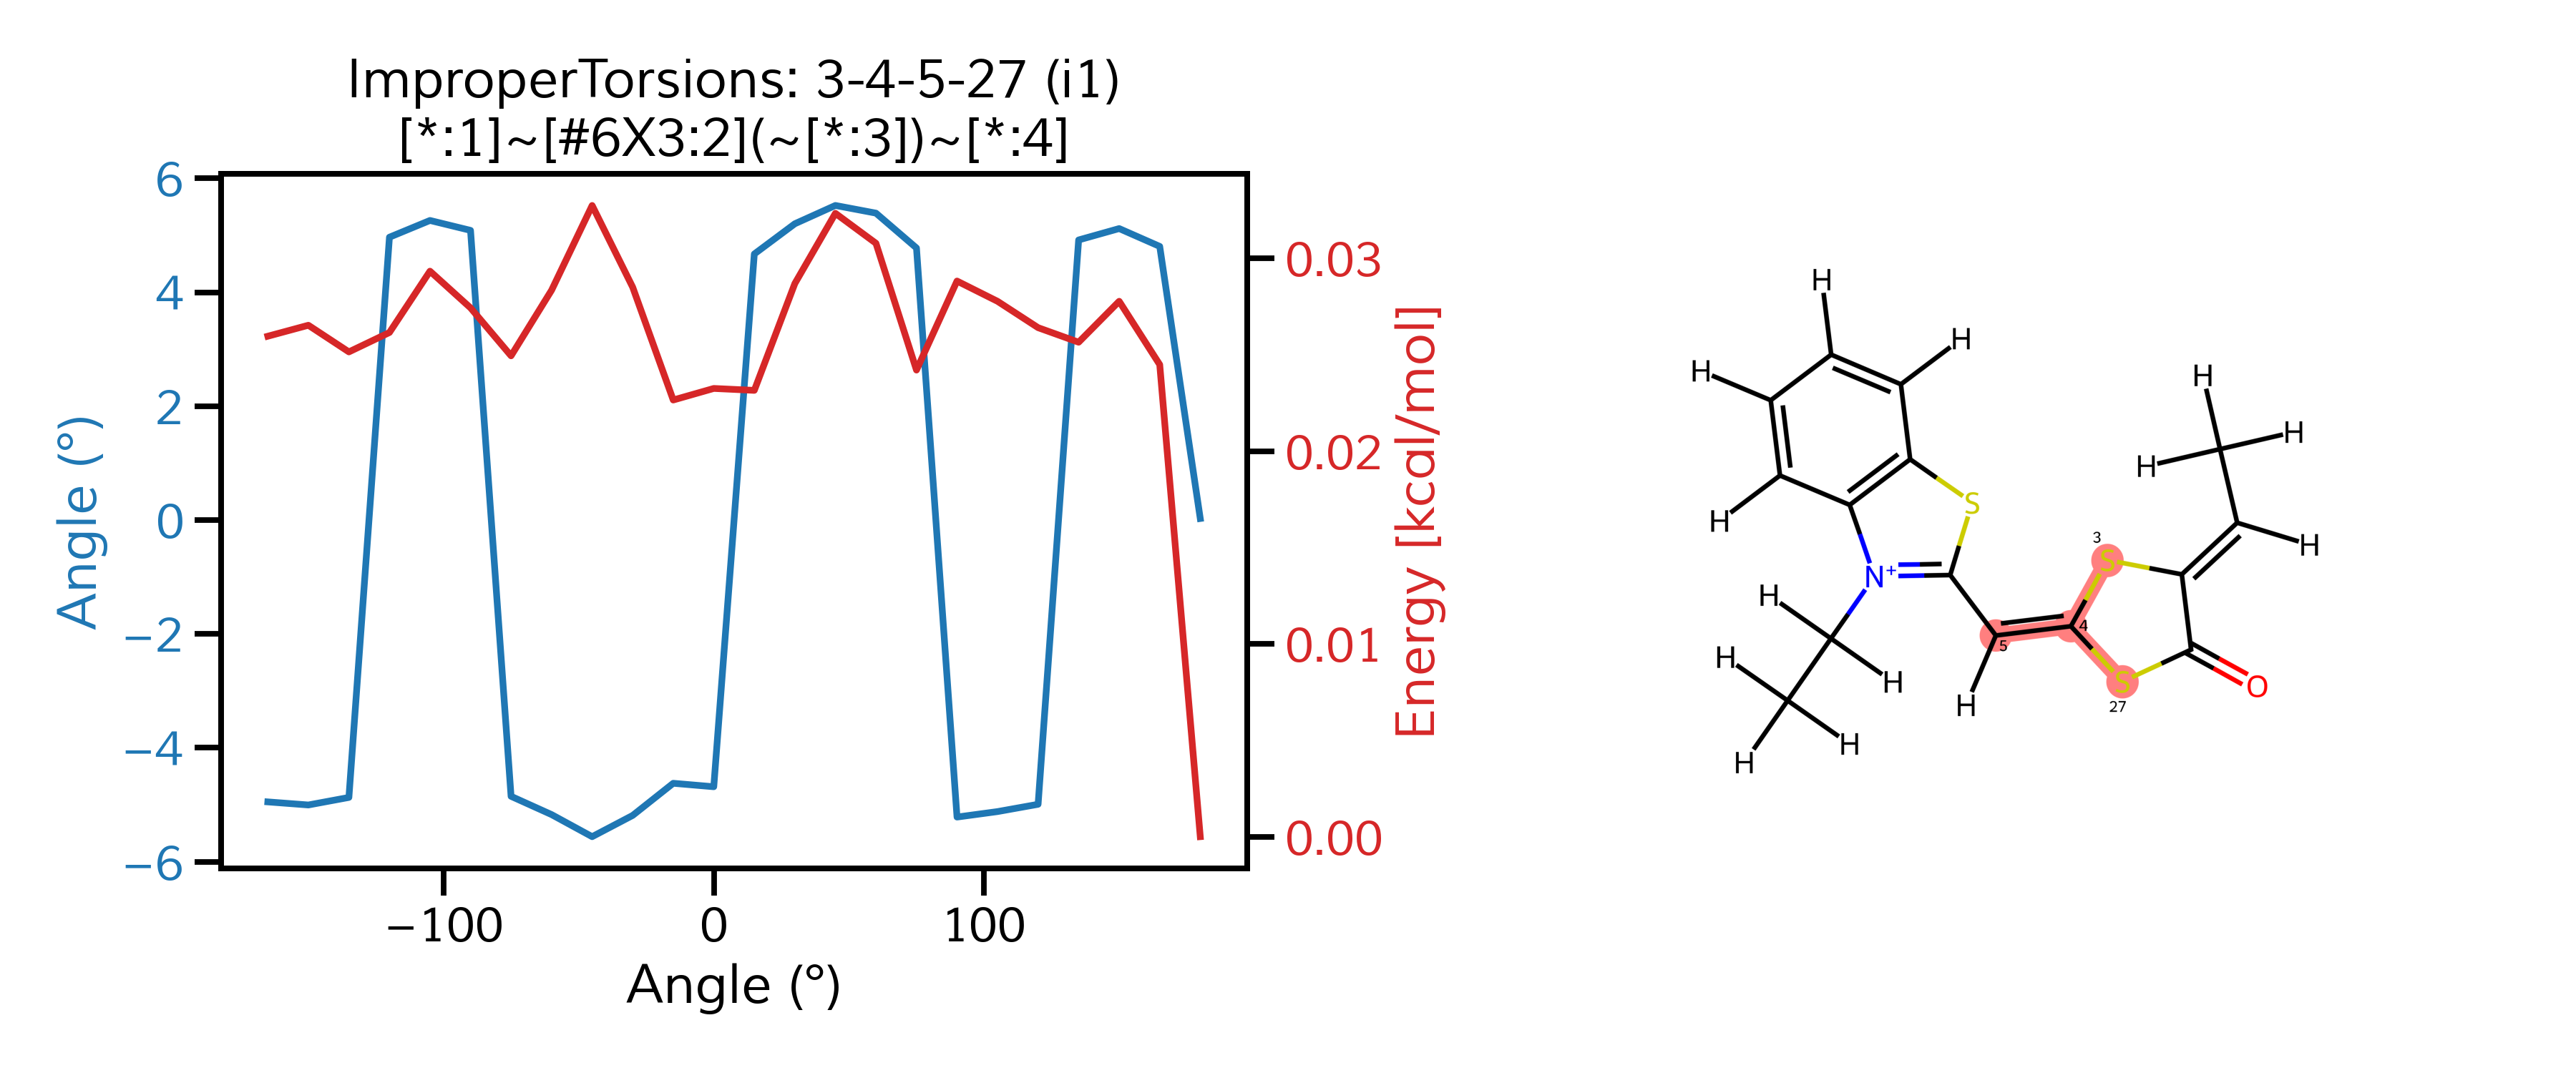 ImproperTorsions: 3-4-5-27 (i1)
[*:1]~[#6X3:2](~[*:3])~[*:4]
6
4
2
0
−2
−4
−6
Angle (°)
−100
0
100
Angle (°)
0.03
0.02
0.01
0.00
Energy [kcal/mol]
H
H
H
H
S
N+
H
H
H
H
H
H
5
4
3
S
S
27
O
H
H
H
H